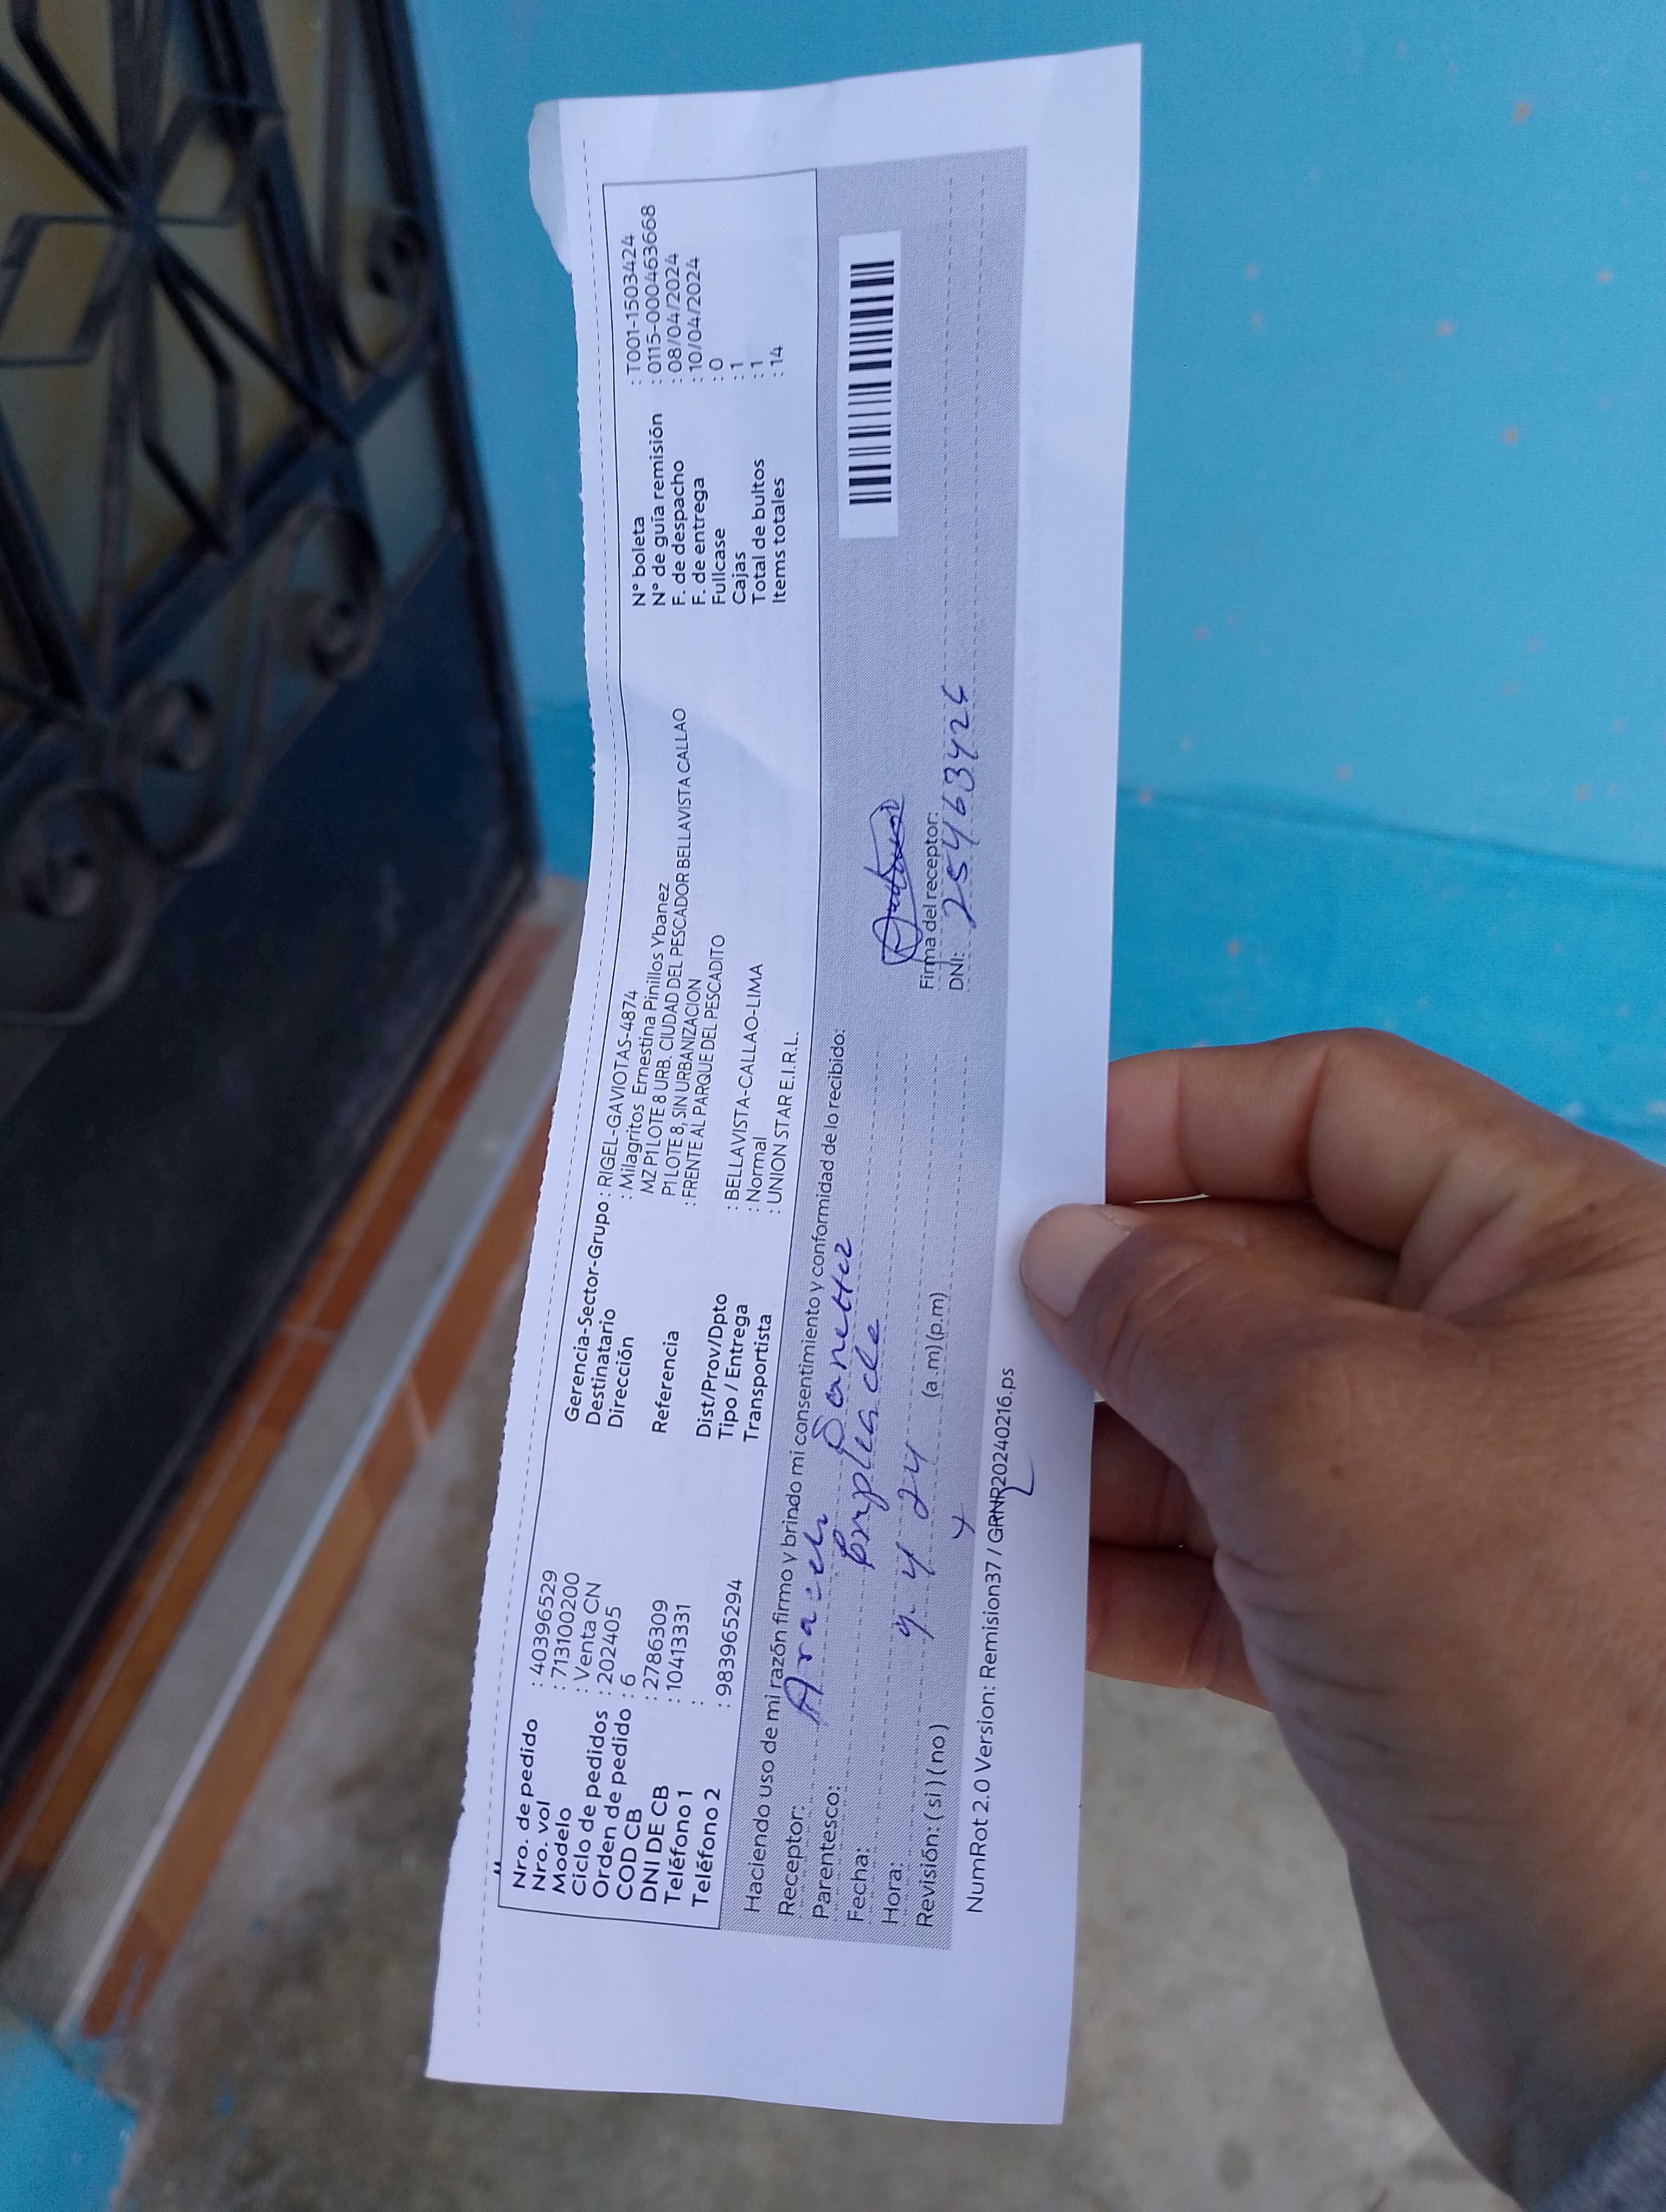 Nro. de pedido : 40396529
Nro. vol : 713100200
Modelo : Venta CN
Ciclo de pedidos : 202405
Orden de pedido : 6
COD CB : 2786309
DNI DE CB : 10413331
Teléfono 1 :
Teléfono 2 : 983965294
Gerencia-Sector-Grupo : RIGEL-GAVIOTAS-4874
Destinatario : Milagritos Ernestina Pinillos Ybanez
Dirección MZ P1 LOTE 8 URB. CIUDAD DEL PESCADOR BELLAVISTA CALLAO
P1 LOTE 8, SIN URBANIZACION
Referencia : FRENTE AL PARQUE DEL PESCADITO
Dist/Prov/Dpto : BELLAVISTA-CALLAO-LIMA
Tipo / Entrega : Normal
Transportista : UNION STAR E.I.R.L.
N° boleta : T001-1503424
N° de guía remisión : 0115-0000463668
F. de despacho : 08/04/2024
F. de entrega : 10/04/2024
Fullcase : 0
Cajas : 1
Total de bultos : 1
Items totales : 14
Haciendo uso de mi razón firmo y brindo mi consentimiento y conformidad de lo recibido:
Receptor: Araceli
Parentesco: Empleada
Fecha: 9. 4 24
Hora: (a.m)(p.m)
Revisión: (si) (no)
Firma del receptor:
DNI: 25463426
NumRot 2.0 Version: Remision37 / GRNR20240216.ps